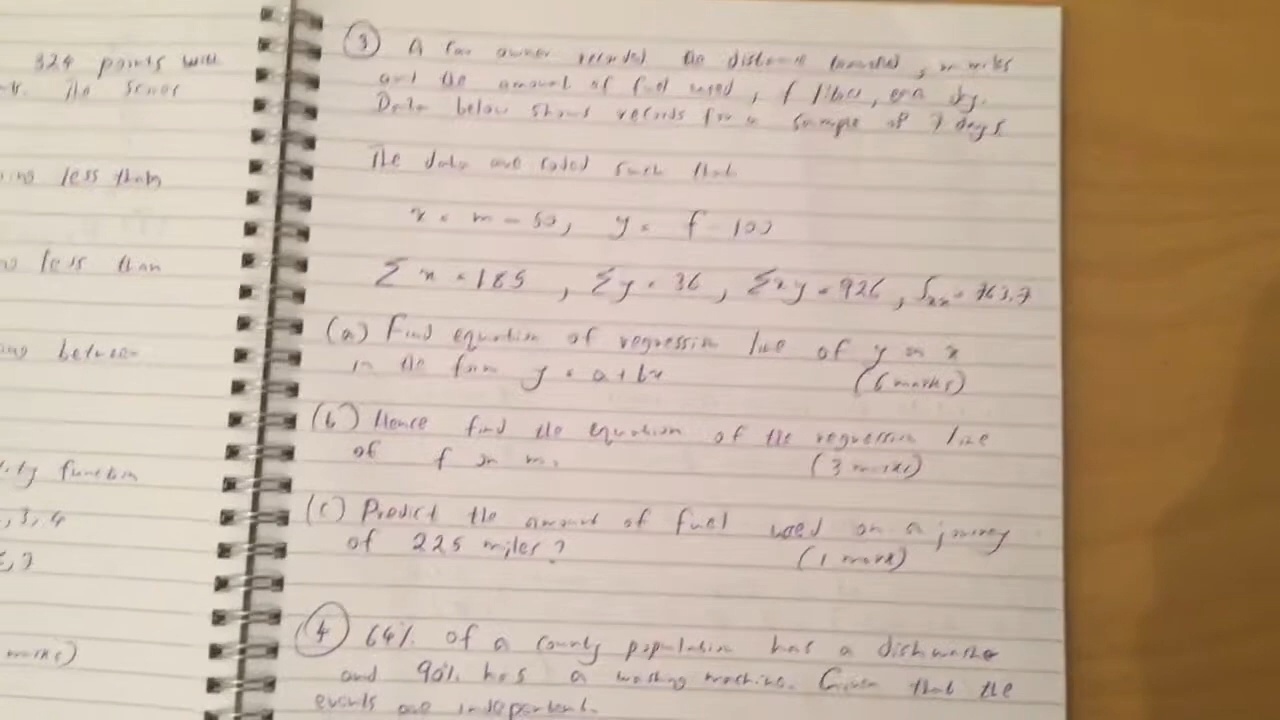 324 points with
The scores
less than
less than
between
function
, 3, 4
, 7
marks)
(3) A car owner recorded the distance travelled, m miles
and the amount of fuel used, f litres, on a day.
Data below shows records for a sample of 7 days
The data are coded such that
x = m - 50, y = f - 100
Σx = 185, Σy = 36, Σxy = 926, Sxx = 763.7
(a) Find equation of regression line of y on x
in the form y = a + bx (6 marks)
(b) Hence find the equation of the regression line
of f on m. (3 marks)
(c) Predict the amount of fuel used on a journey
of 225 miles? (1 mark)
(4) 64% of a county population has a dishwasher
and 90% has a washing machine. Given that the
events are independent.